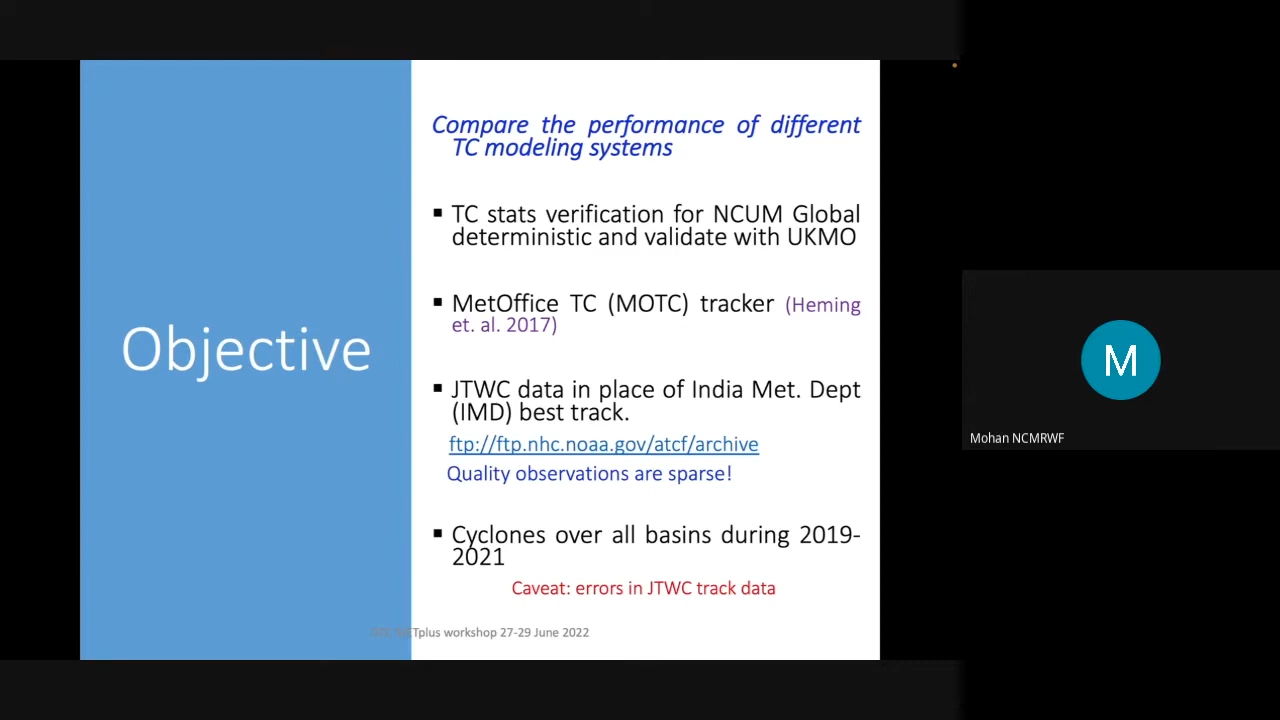 Compare the performance of different
TC modeling systems
▪ TC stats verification for NCUM Global
deterministic and validate with UKMO
▪ MetOffice TC (MOTC) tracker (Heming
et. al. 2017)
Objective
▪ JTWC data in place of India Met. Dept
(IMD) best track.
ftp://ftp.nhc.noaa.gov/atcf/archive
Quality observations are sparse!
▪ Cyclones over all basins during 2019-
2021
Caveat: errors in JTWC track data
METplus workshop 27-29 June 2022
M
Mohan NCMRWF